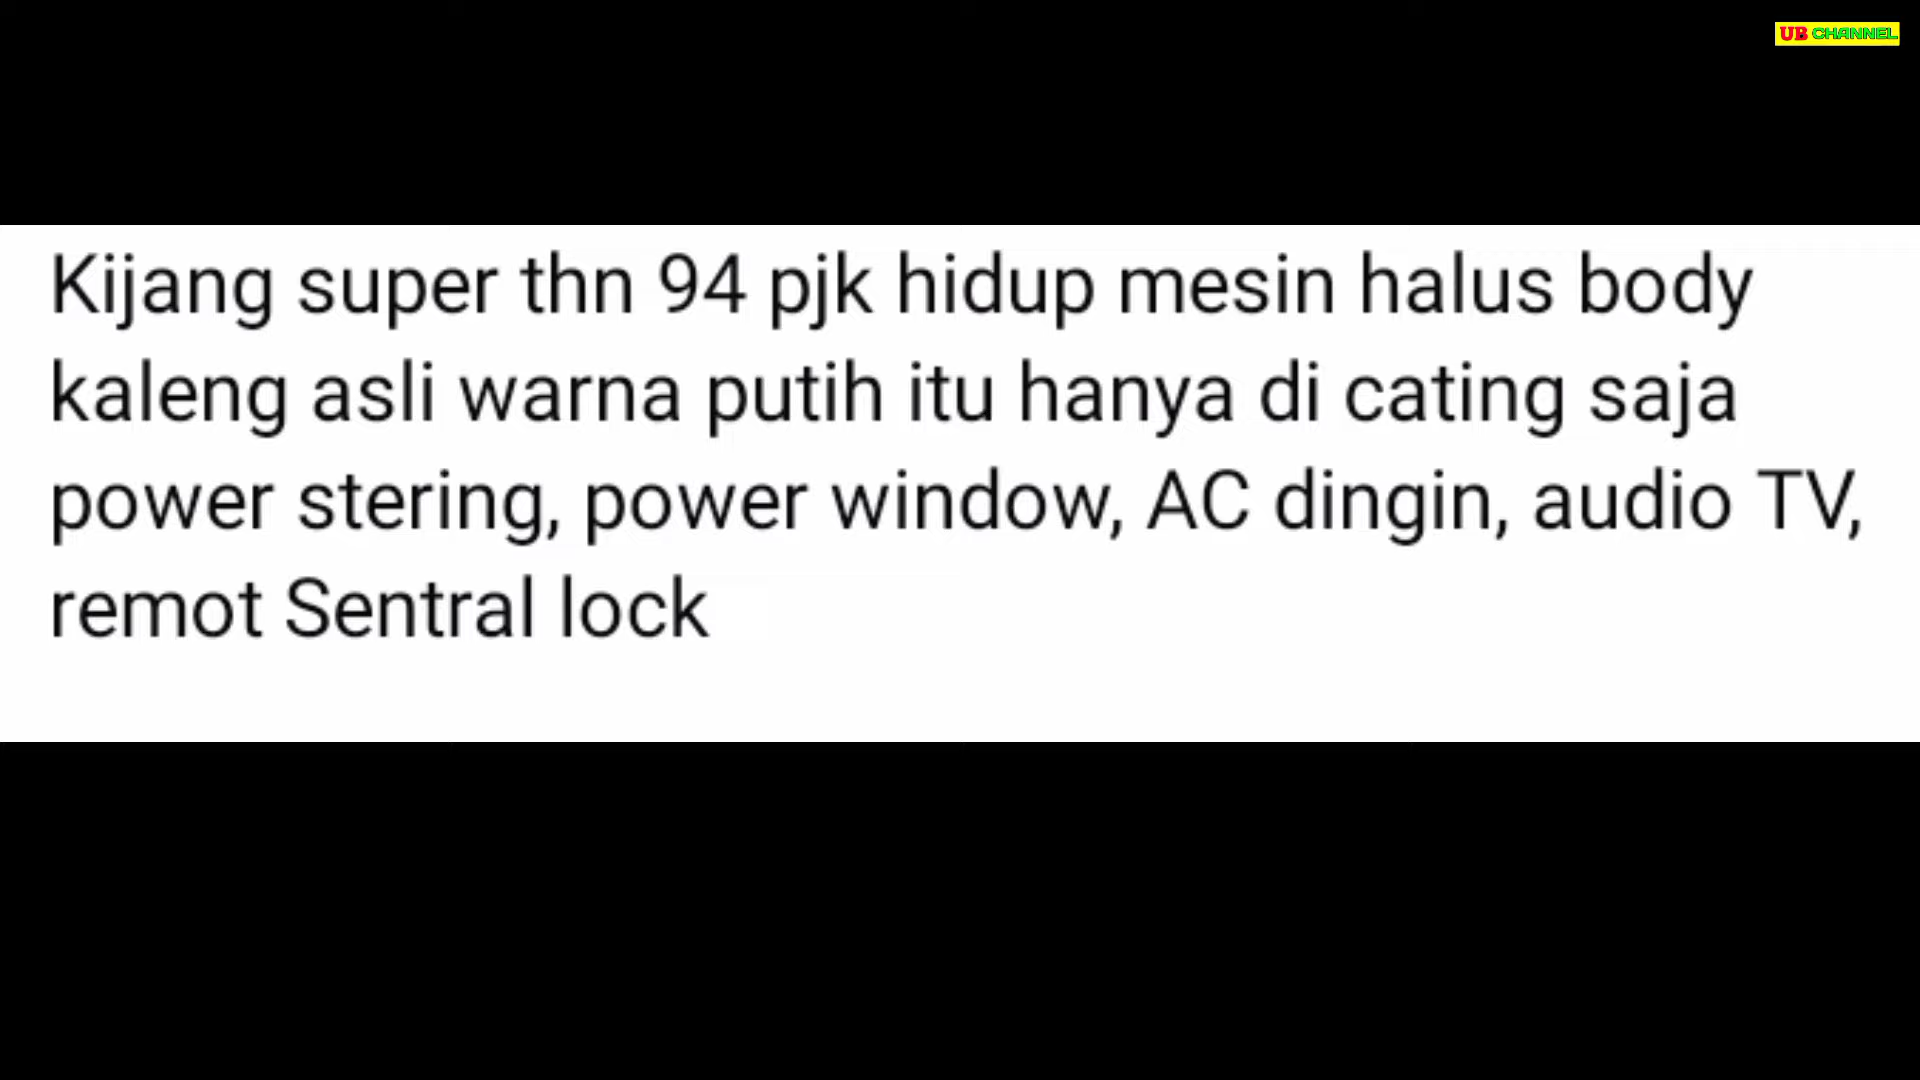 UB CHANNEL
Kijang super thn 94 pjk hidup mesin halus body
kaleng asli warna putih itu hanya di cating saja
power stering, power window, AC dingin, audio TV,
remot Sentral lock